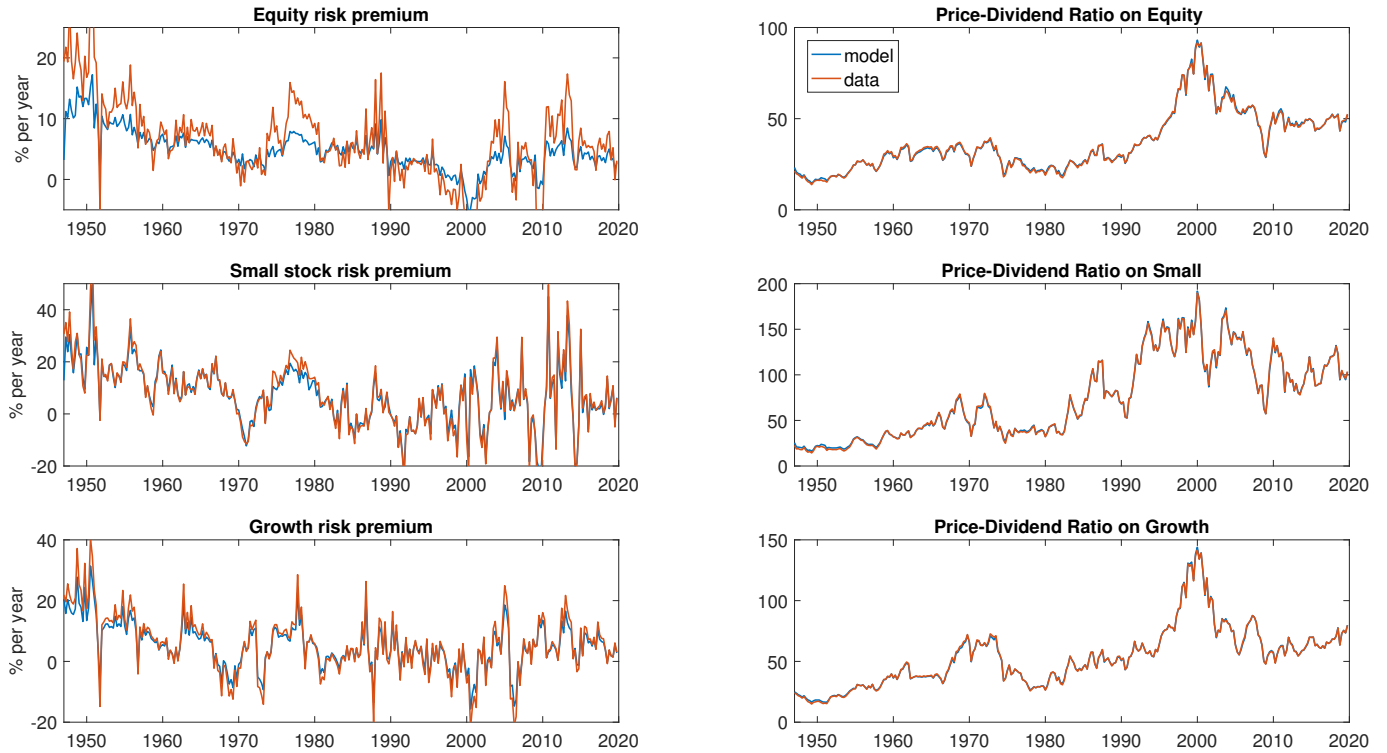 Equity risk premium
% per year
20
10
0
1950 1960 1970 1980 1990 2000 2010 2020
Price-Dividend Ratio on Equity
model
data
100
50
0
1950 1960 1970 1980 1990 2000 2010 2020
Small stock risk premium
% per year
40
20
0
-20
1950 1960 1970 1980 1990 2000 2010 2020
Price-Dividend Ratio on Small
200
150
100
50
0
1950 1960 1970 1980 1990 2000 2010 2020
Growth risk premium
% per year
40
20
0
-20
1950 1960 1970 1980 1990 2000 2010 2020
Price-Dividend Ratio on Growth
150
100
50
0
1950 1960 1970 1980 1990 2000 2010 2020